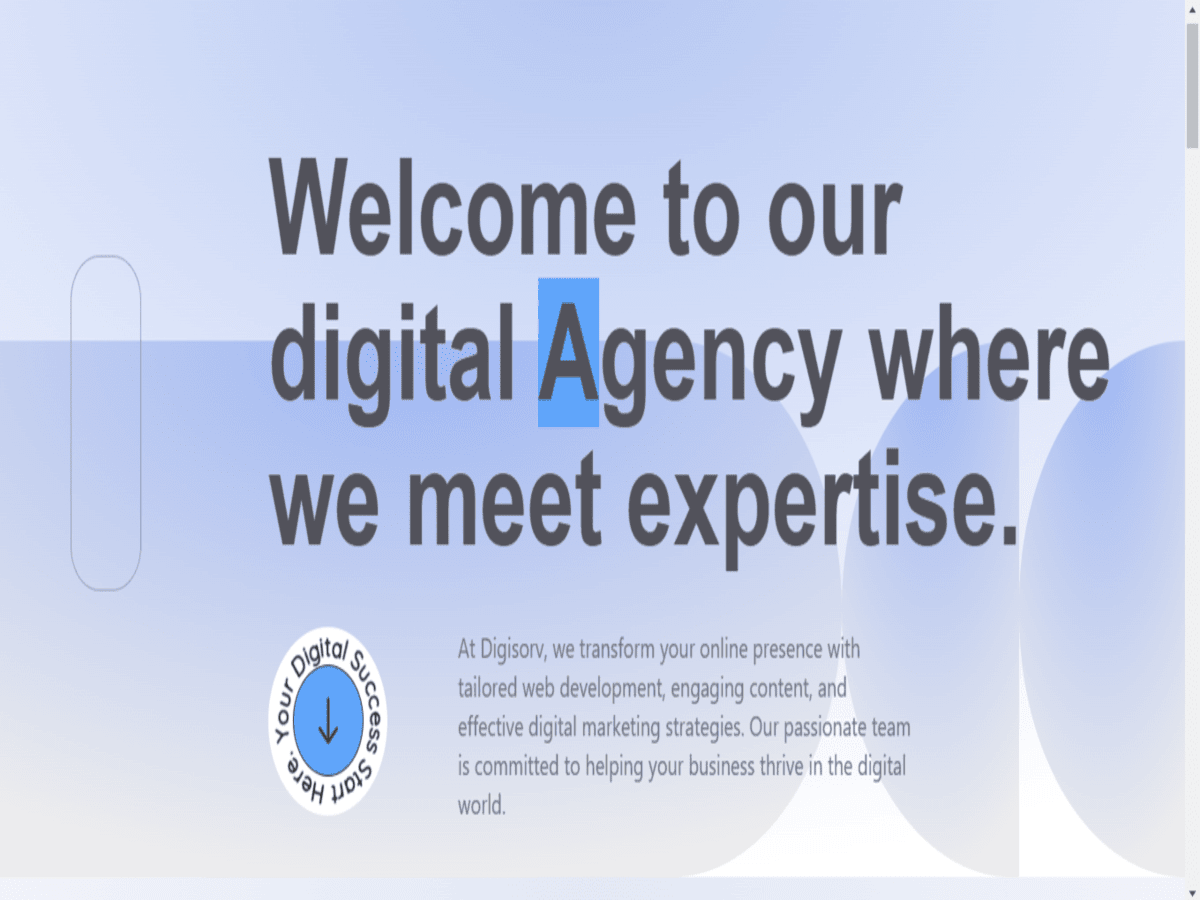 Welcome to our
digital Agency where
we meet expertise.
Your Digital Success Start Here.
At Digisorv, we transform your online presence with
tailored web development, engaging content, and
effective digital marketing strategies. Our passionate team
is committed to helping your business thrive in the digital
world.